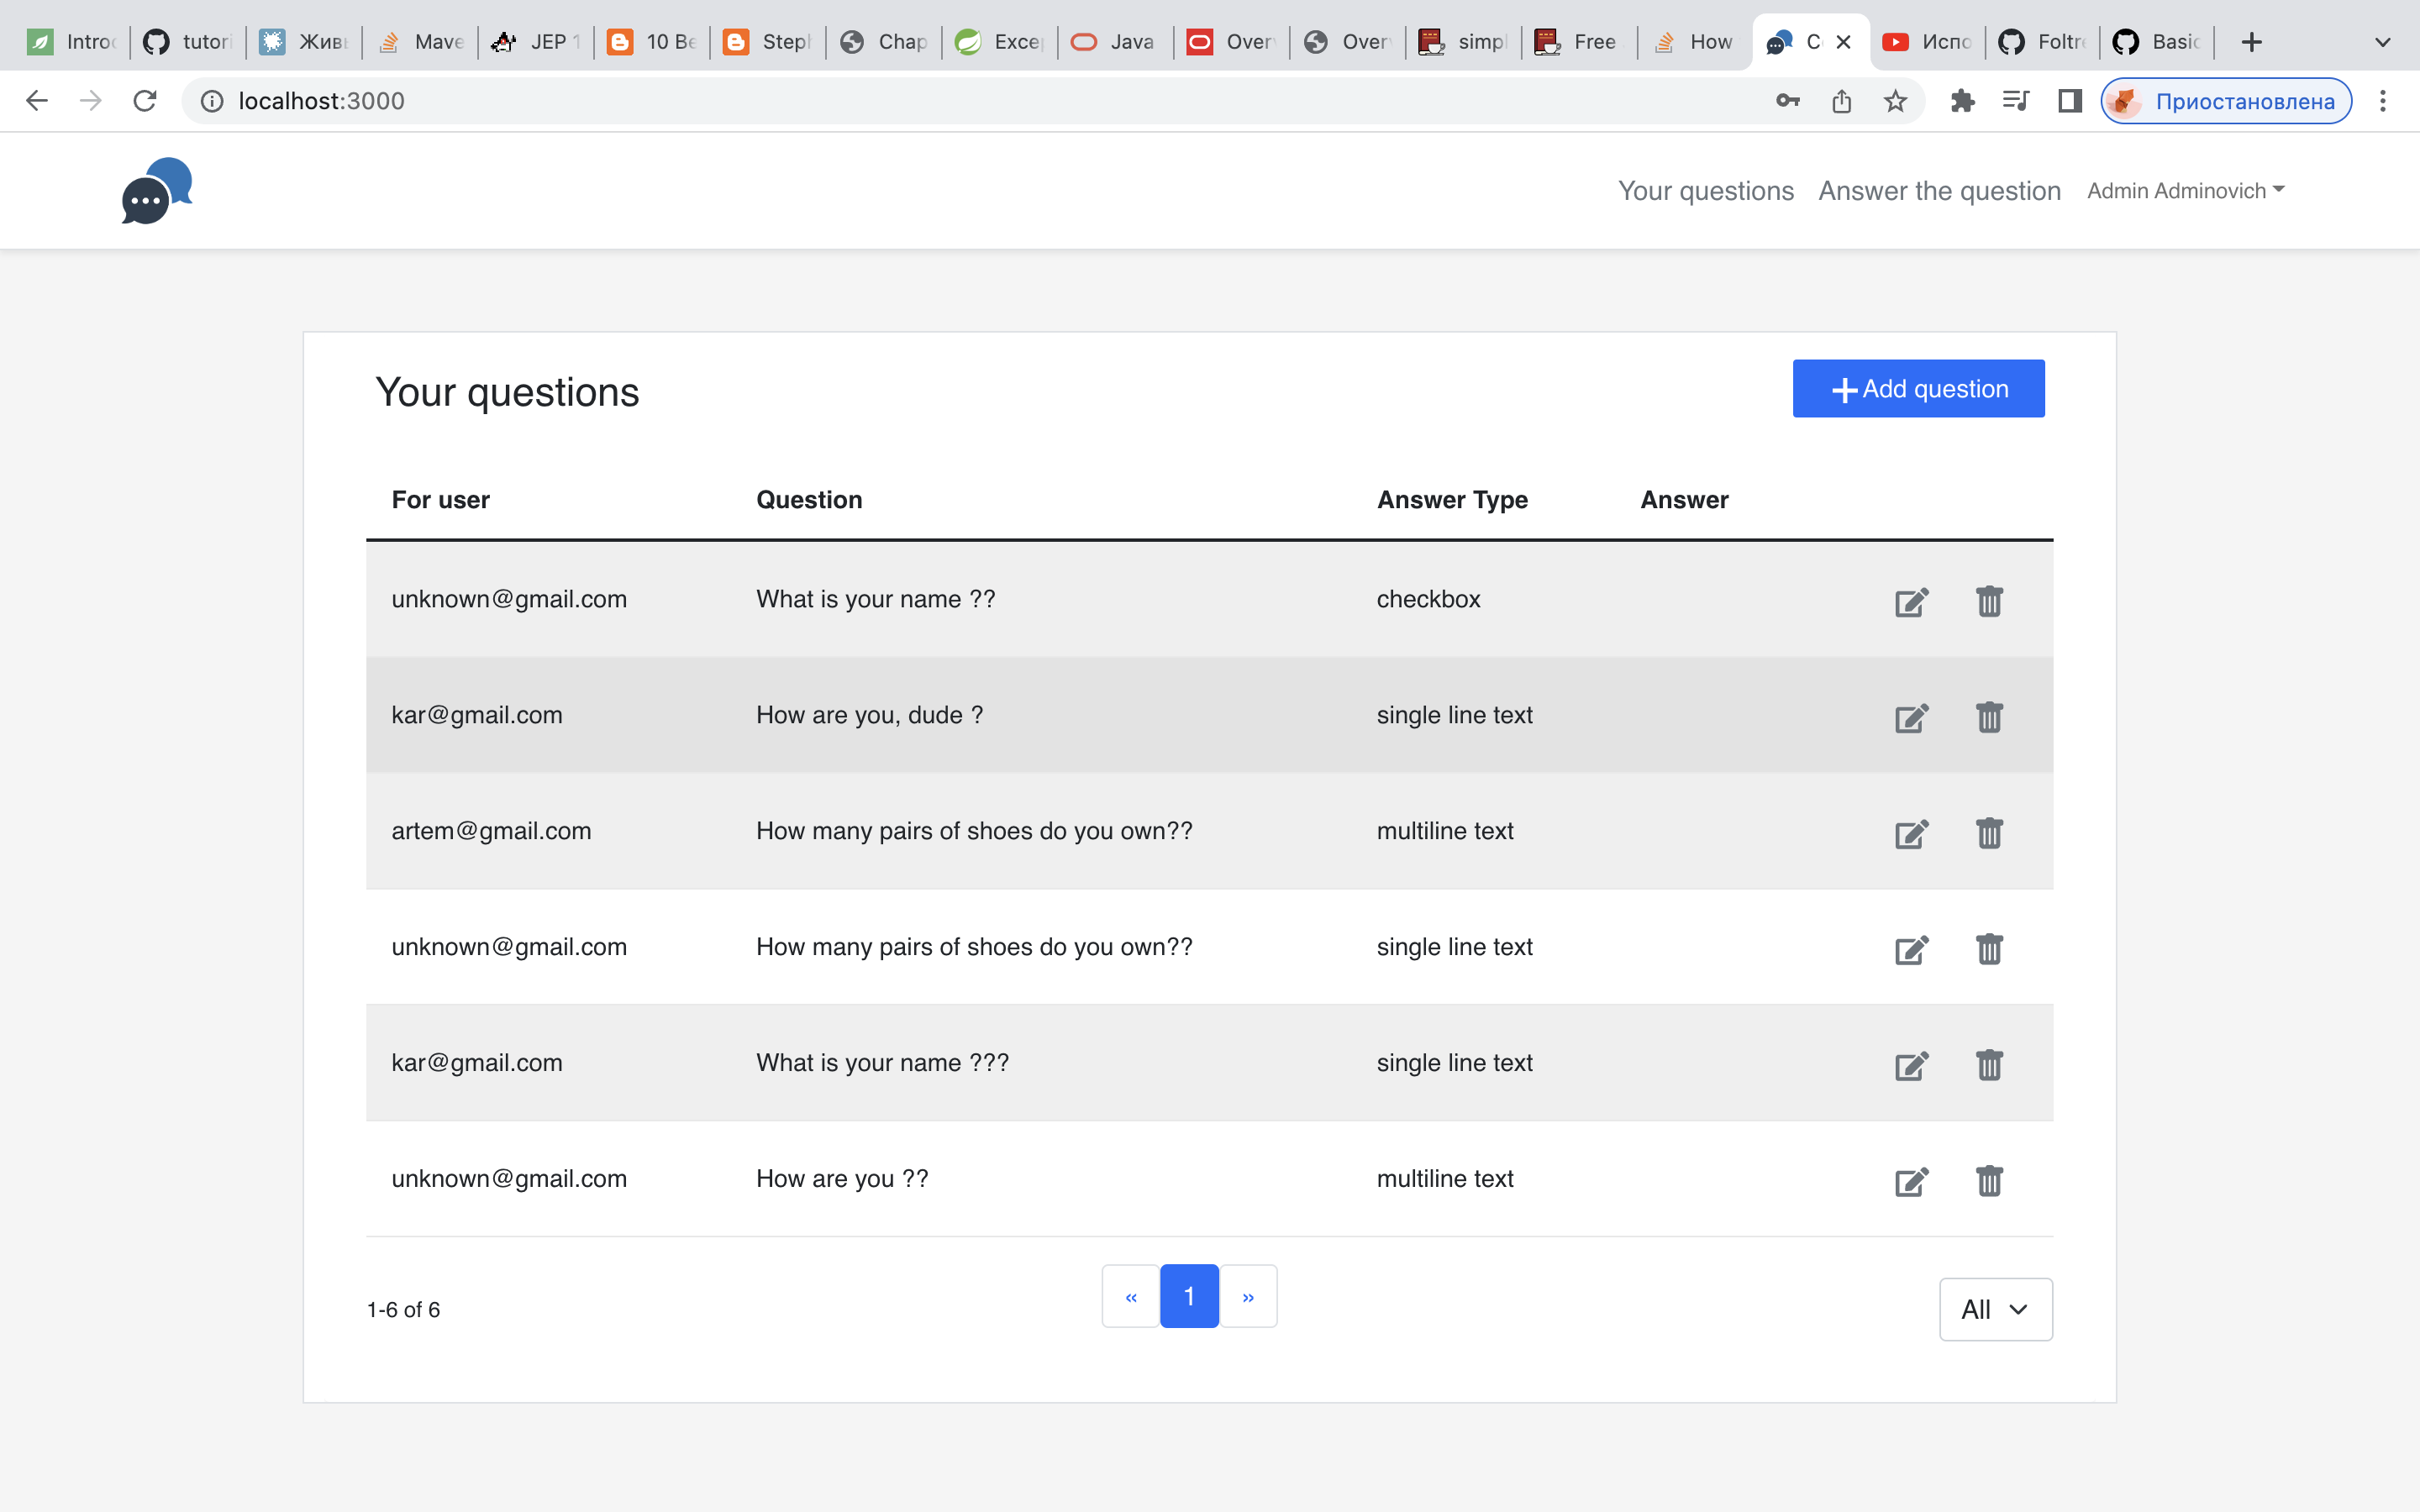 Introc tutori Живь Mave JEP 1 10 Be Steph Chap Excep Java Over Over simpl Free How C Испо Foltre Basic
localhost:3000 Приостановлена
Your questions Answer the question Admin Adminovich
Your questions Add question
For user Question Answer Type Answer
unknown@gmail.com What is your name ?? checkbox
kar@gmail.com How are you, dude ? single line text
artem@gmail.com How many pairs of shoes do you own?? multiline text
unknown@gmail.com How many pairs of shoes do you own?? single line text
kar@gmail.com What is your name ??? single line text
unknown@gmail.com How are you ?? multiline text
1-6 of 6 « 1 » All